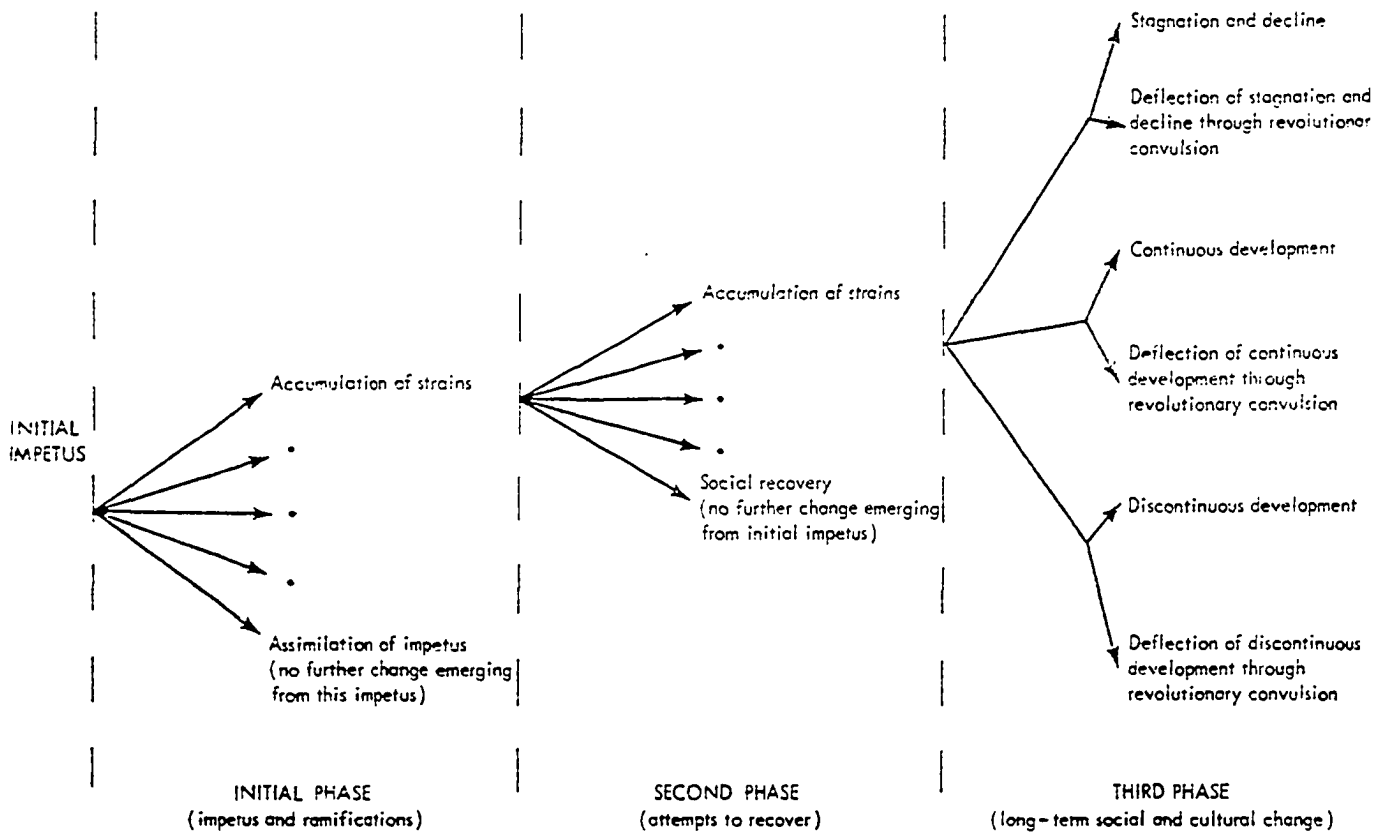 INITIAL
IMPETUS
Accumulation of strains
Assimilation of impetus
(no further change emerging
from this impetus)
INITIAL PHASE
(impetus and ramifications)
Accumulation of strains
Social recovery
(no further change emerging
from initial impetus)
SECOND PHASE
(attempts to recover)
Stagnation and decline
Deflection of stagnation and
decline through revolutionar
convulsion
Continuous development
Deflection of continuous
development through
revolutionary convulsion
Discontinuous development
Deflection of discontinuous
development through
revolutionary convulsion
THIRD PHASE
(long-term social and cultural change)